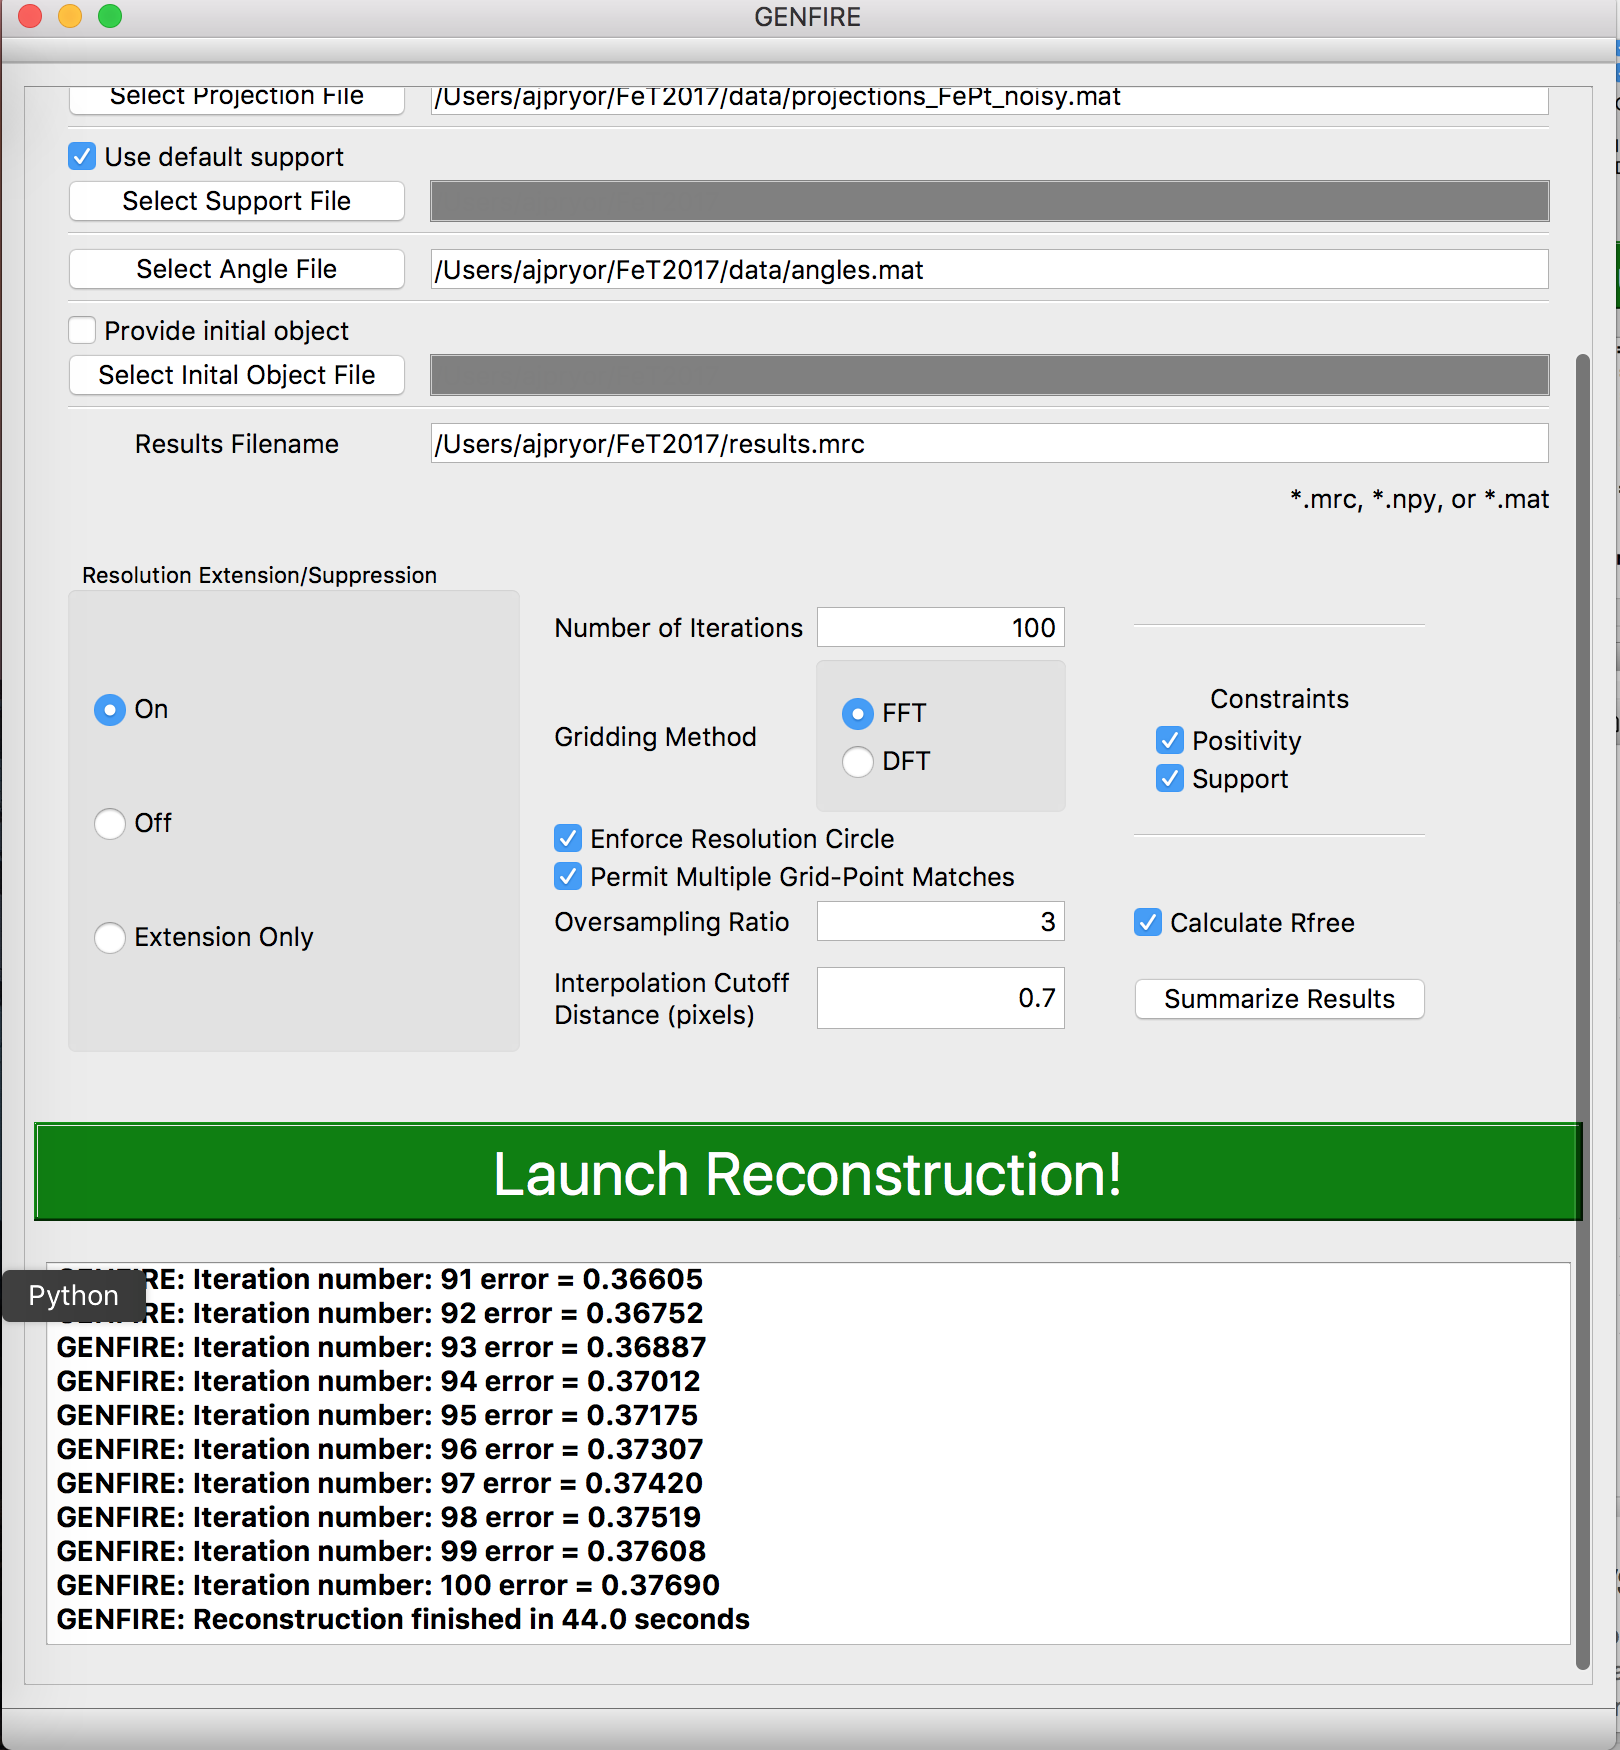 GENFIRE
Select Projection File /Users/ajpryor/FeT2017/data/projections_FePt_noisy.mat
Use default support
Select Support File
Select Angle File /Users/ajpryor/FeT2017/data/angles.mat
Provide initial object
Select Inital Object File
Results Filename /Users/ajpryor/FeT2017/results.mrc
*.mrc, *.npy, or *.mat
Resolution Extension/Suppression
On
Off
Extension Only
Number of Iterations 100
Gridding Method
FFT
DFT
Enforce Resolution Circle
Permit Multiple Grid-Point Matches
Oversampling Ratio 3
Interpolation Cutoff
Distance (pixels)
0.7
Constraints
Positivity
Support
Calculate Rfree
Summarize Results
Launch Reconstruction!
Python
GENFIRE: Iteration number: 91 error = 0.36605
GENFIRE: Iteration number: 92 error = 0.36752
GENFIRE: Iteration number: 93 error = 0.36887
GENFIRE: Iteration number: 94 error = 0.37012
GENFIRE: Iteration number: 95 error = 0.37175
GENFIRE: Iteration number: 96 error = 0.37307
GENFIRE: Iteration number: 97 error = 0.37420
GENFIRE: Iteration number: 98 error = 0.37519
GENFIRE: Iteration number: 99 error = 0.37608
GENFIRE: Iteration number: 100 error = 0.37690
GENFIRE: Reconstruction finished in 44.0 seconds